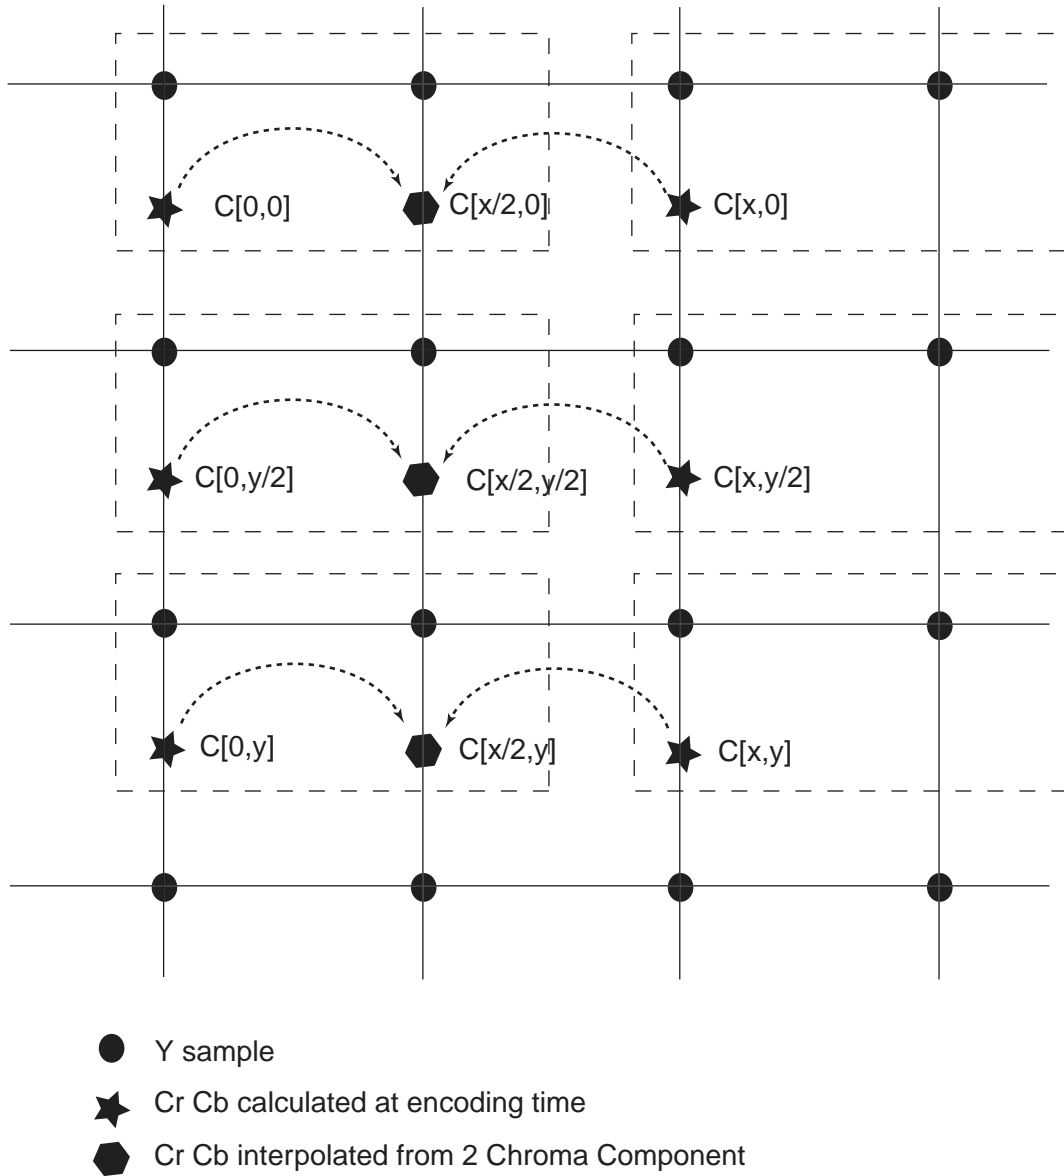 C[0,0]
C[x/2,0]
C[x,0]
C[0,y/2]
C[x/2,y/2]
C[x,y/2]
C[0,y]
C[x/2,y]
C[x,y]
Y sample
Cr Cb calculated at encoding time
Cr Cb interpolated from 2 Chroma Component